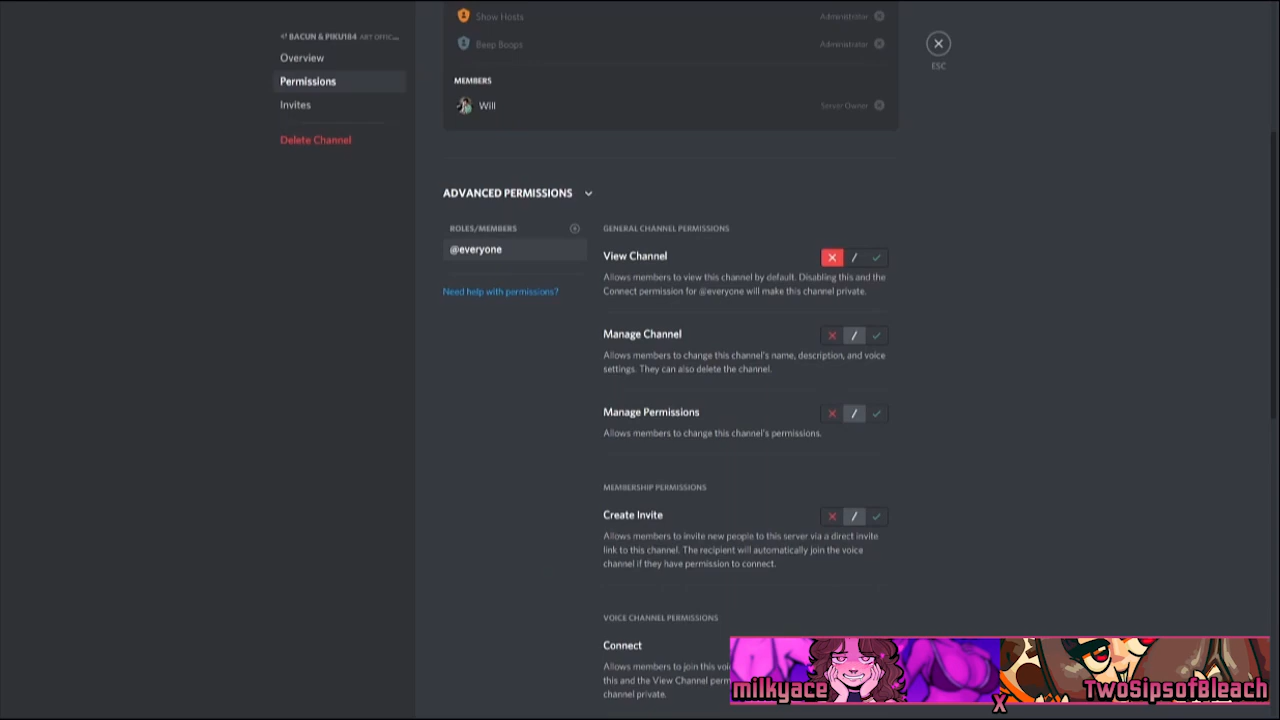 Show Hosts
Administrator
BACUN & PIKU184 ART OFFIC...
Beep Boops
Administrator
Overview
ESC
Permissions
MEMBERS
Invites
Will
Server Owner
Delete Channel
ADVANCED PERMISSIONS
ROLES/MEMBERS
GENERAL CHANNEL PERMISSIONS
@everyone
View Channel
Allows members to view this channel by default. Disabling this and the
Connect permission for @everyone will make this channel private.
Need help with permissions?
Manage Channel
Allows members to change this channel's name, description, and voice
settings. They can also delete the channel.
Manage Permissions
Allows members to change this channel's permissions.
MEMBERSHIP PERMISSIONS
Create Invite
Allows members to invite new people to this server via a direct invite
link to this channel. The recipient will automatically join the voice
channel if they have permission to connect.
VOICE CHANNEL PERMISSIONS
Connect
Allows members to join this voi
this and the View Channel perm
channel private.
milkyace
X
TwoSipsofBleach